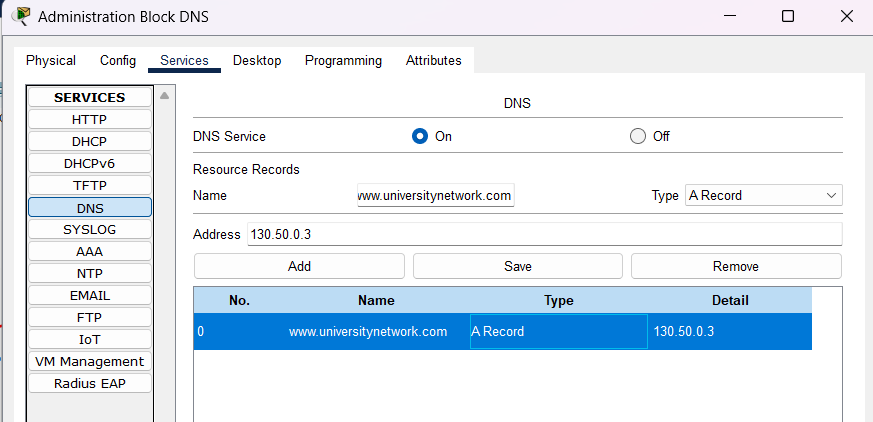 Administration Block DNS
Physical Config Services Desktop Programming Attributes
SERVICES
HTTP
DHCP
DHCPv6
TFTP
DNS
SYSLOG
AAA
NTP
EMAIL
FTP
IoT
VM Management
Radius EAP
DNS
DNS Service On Off
Resource Records
Name www.universitynetwork.com Type A Record
Address 130.50.0.3
Add Save Remove
No. Name Type Detail
0 www.universitynetwork.com A Record 130.50.0.3